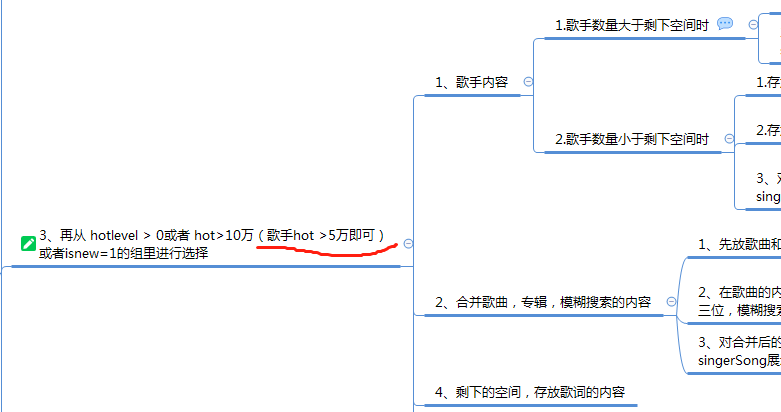 1.歌手数量大于剩下空间时
1、歌手内容
1.存
2.歌手数量小于剩下空间时
2.存
3、对
sing
3、再从 hotlevel > 0或者 hot>10万（歌手hot >5万即可）
或者isnew=1的组里进行选择
1、先放歌曲和
2、合并歌曲，专辑，模糊搜索的内容
2、在歌曲的内
三位，模糊搜索
3、对合并后的
singerSong展
4、剩下的空间，存放歌词的内容